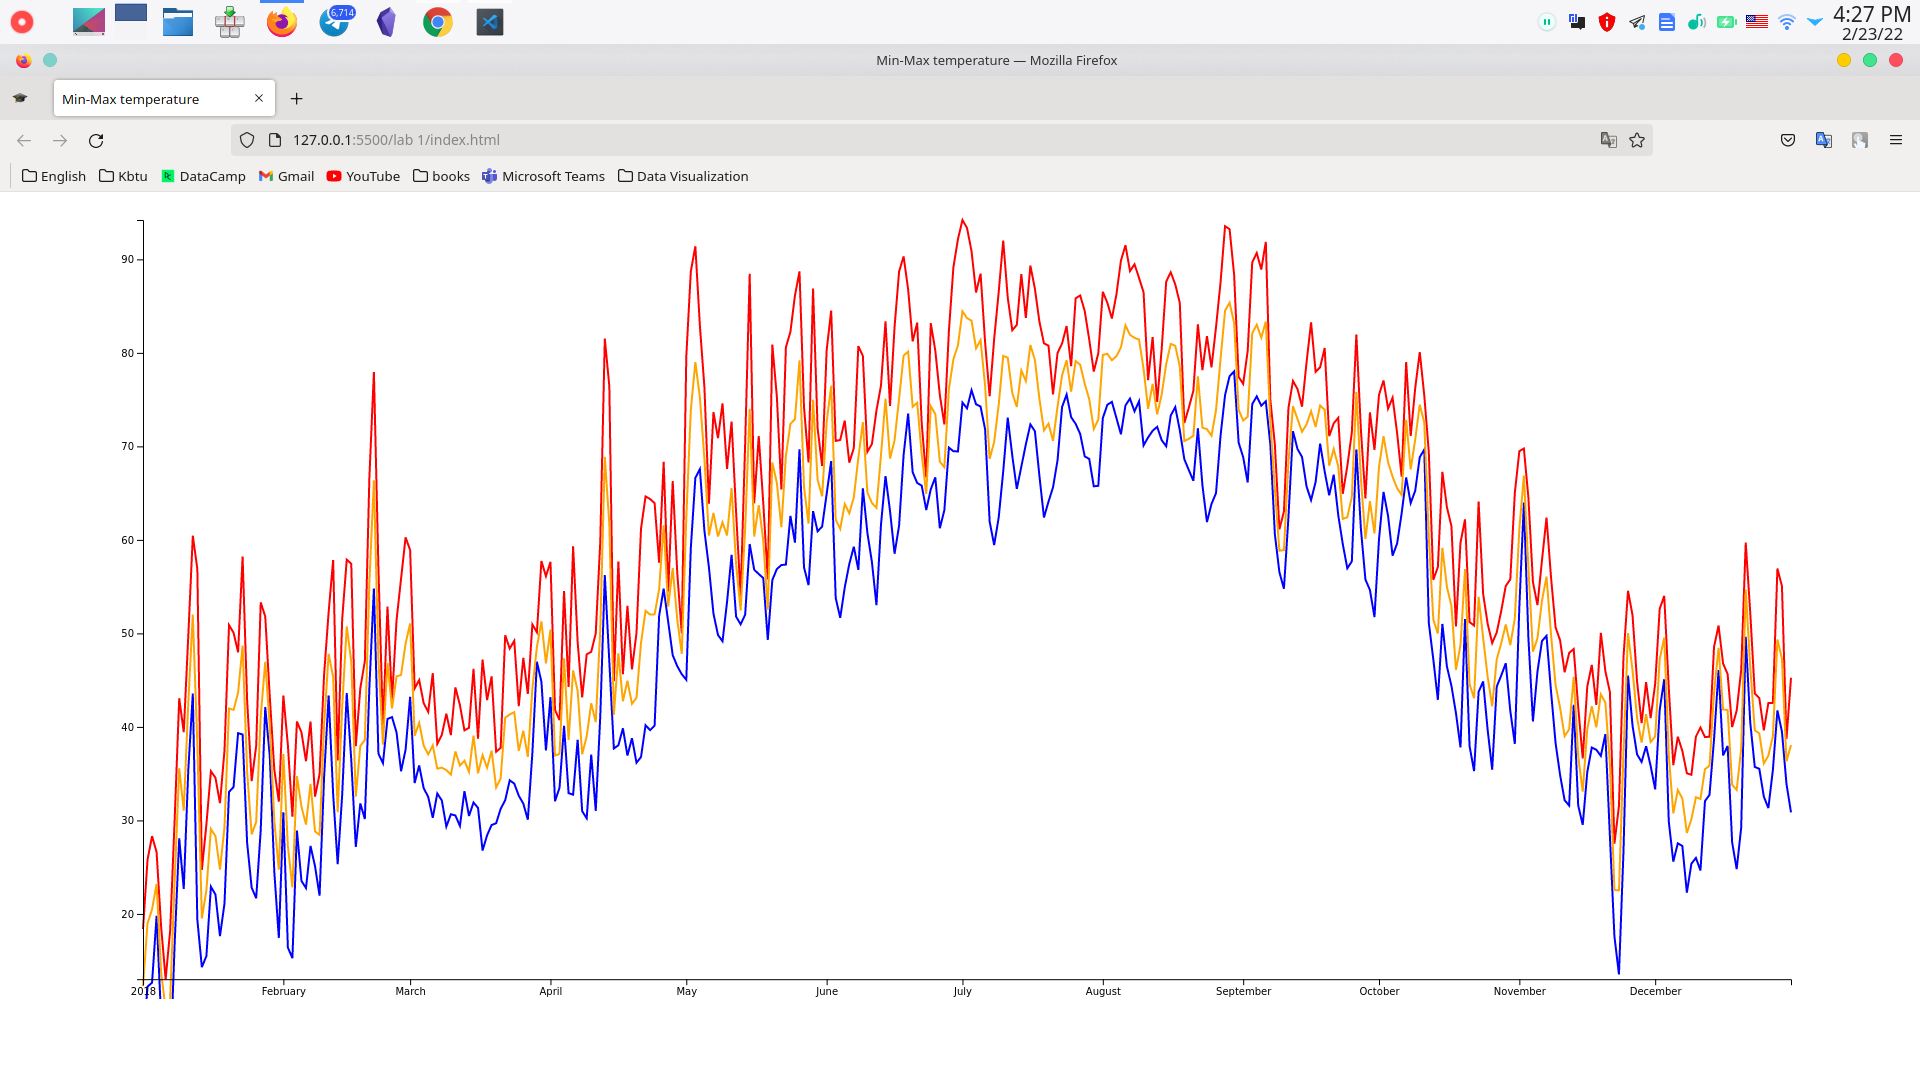 6,714
4:27 PM
2/23/22
Min-Max temperature — Mozilla Firefox
Min-Max temperature
127.0.0.1:5500/lab 1/index.html
English Kbtu DataCamp Gmail YouTube books Microsoft Teams Data Visualization
90
80
70
60
50
40
30
20
2018 February March April May June July August September October November December